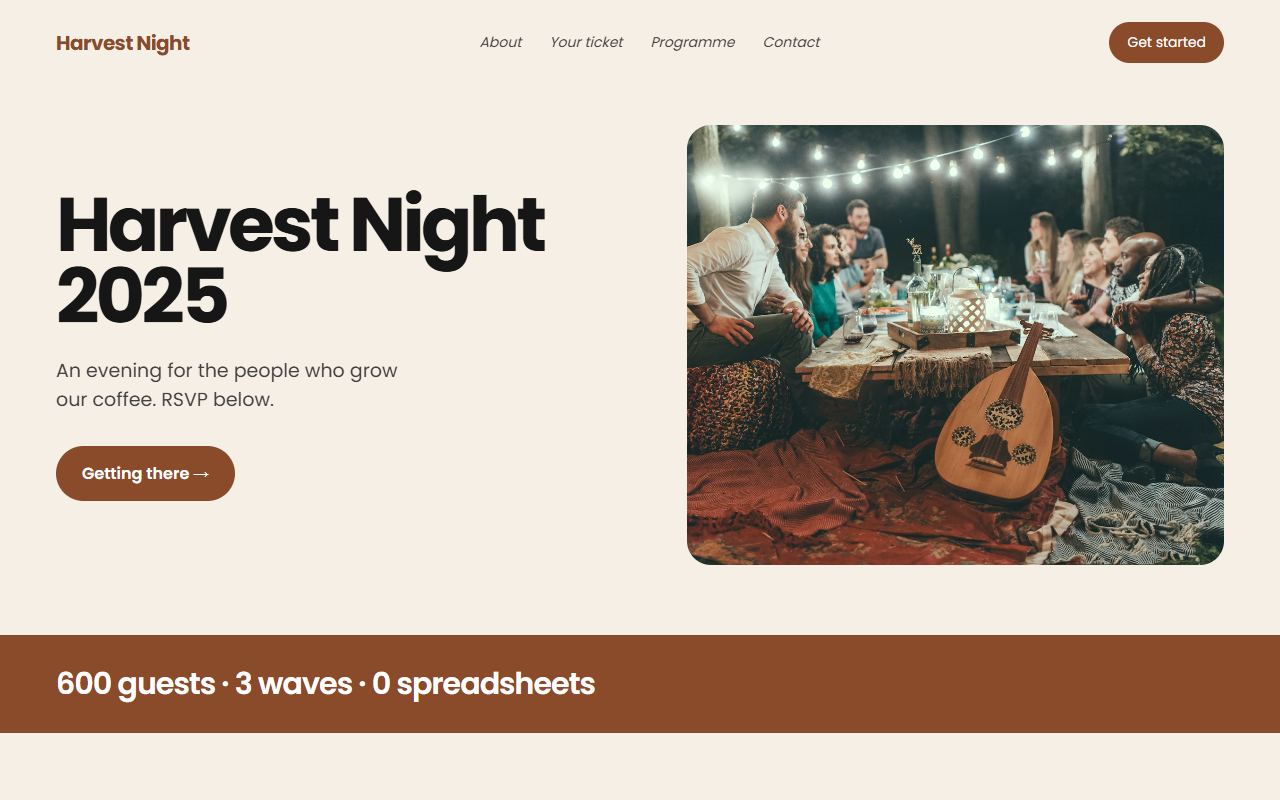 Harvest Night
About
Your ticket
Programme
Contact
Get started
Harvest Night
2025
An evening for the people who grow
our coffee. RSVP below.
Getting there →
600 guests · 3 waves · 0 spreadsheets